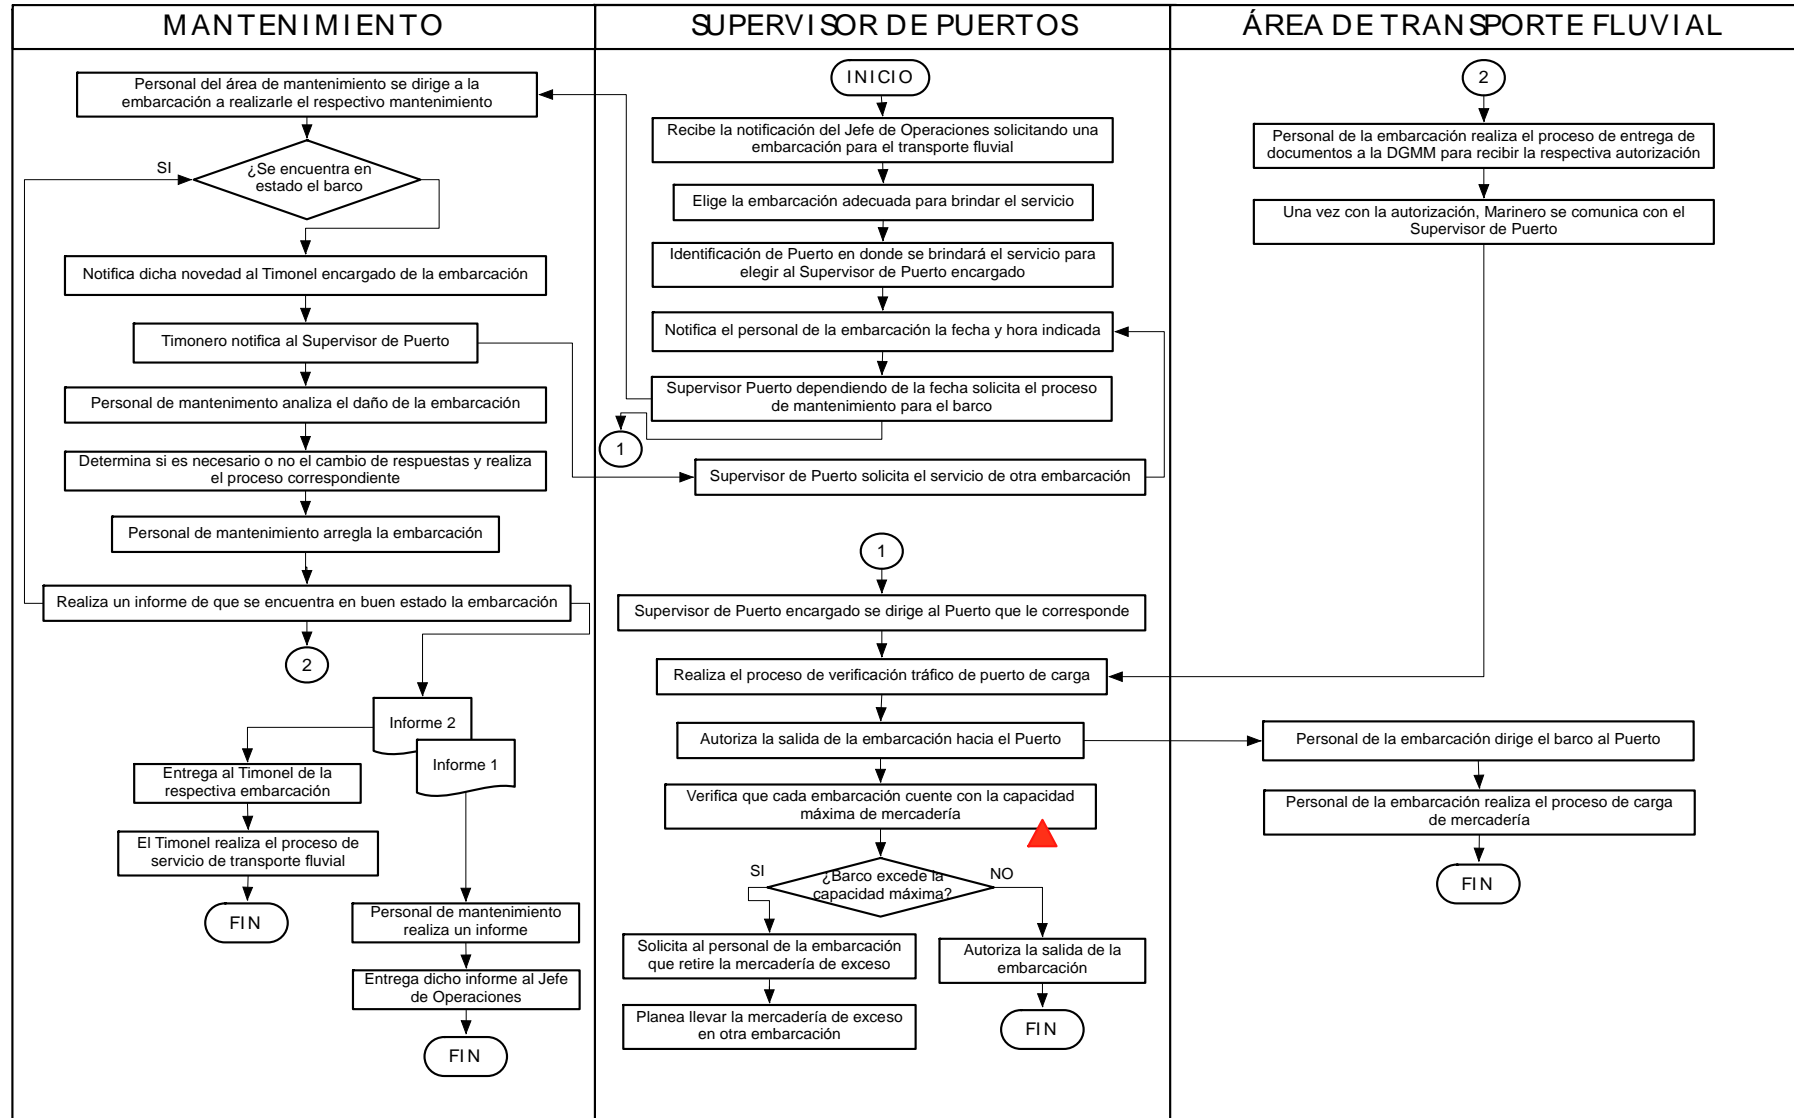 MANTENIMIENTO
SUPERVISOR DE PUERTOS
ÁREA DE TRANSPORTE FLUVIAL
Personal del área de mantenimiento se dirige a la
embarcación a realizarle el respectivo mantenimiento
SI
¿Se encuentra en
estado el barco
Notifica dicha novedad al Timonel encargado de la embarcación
Timonero notifica al Supervisor de Puerto
Personal de mantenimento analiza el daño de la embarcación
Determina si es necesario o no el cambio de respuestas y realiza
el proceso correspondiente
Personal de mantenimiento arregla la embarcación
Realiza un informe de que se encuentra en buen estado la embarcación
2
Informe 2
Informe 1
Entrega al Timonel de la
respectiva embarcación
El Timonel realiza el proceso de
servicio de transporte fluvial
FIN
Personal de mantenimiento
realiza un informe
Entrega dicho informe al Jefe
de Operaciones
FIN
INICIO
Recibe la notificación del Jefe de Operaciones solicitando una
embarcación para el transporte fluvial
Elige la embarcación adecuada para brindar el servicio
Identificación de Puerto en donde se brindará el servicio para
elegir al Supervisor de Puerto encargado
Notifica el personal de la embarcación la fecha y hora indicada
Supervisor Puerto dependiendo de la fecha solicita el proceso
de mantenimiento para el barco
1
Supervisor de Puerto solicita el servicio de otra embarcación
1
Supervisor de Puerto encargado se dirige al Puerto que le corresponde
Realiza el proceso de verificación tráfico de puerto de carga
Autoriza la salida de la embarcación hacia el Puerto
Verifica que cada embarcación cuente con la capacidad
máxima de mercadería
SI
¿Barco excede la
capacidad máxima?
NO
Solicita al personal de la embarcación
que retire la mercadería de exceso
Planea llevar la mercadería de exceso
en otra embarcación
Autoriza la salida de la
embarcación
FIN
2
Personal de la embarcación realiza el proceso de entrega de
documentos a la DGMM para recibir la respectiva autorización
Una vez con la autorización, Marinero se comunica con el
Supervisor de Puerto
Personal de la embarcación dirige el barco al Puerto
Personal de la embarcación realiza el proceso de carga
de mercadería
FIN